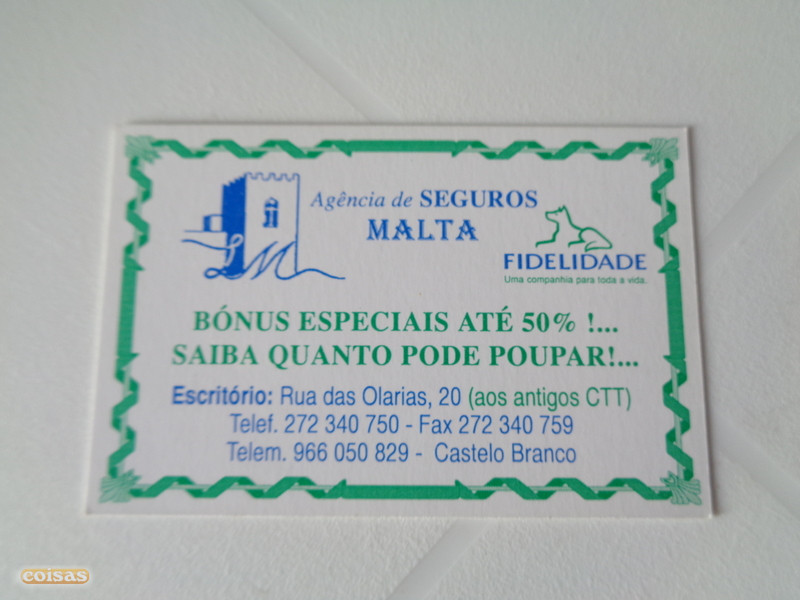 Agência de SEGUROS
MALTA
LM
FIDELIDADE
Uma companhia para toda a vida.
BÓNUS ESPECIAIS ATÉ 50% !...
SAIBA QUANTO PODE POUPAR!...
Escritório: Rua das Olarias, 20 (aos antigos CTT)
Telef. 272 340 750 - Fax 272 340 759
Telem. 966 050 829 - Castelo Branco
coisas